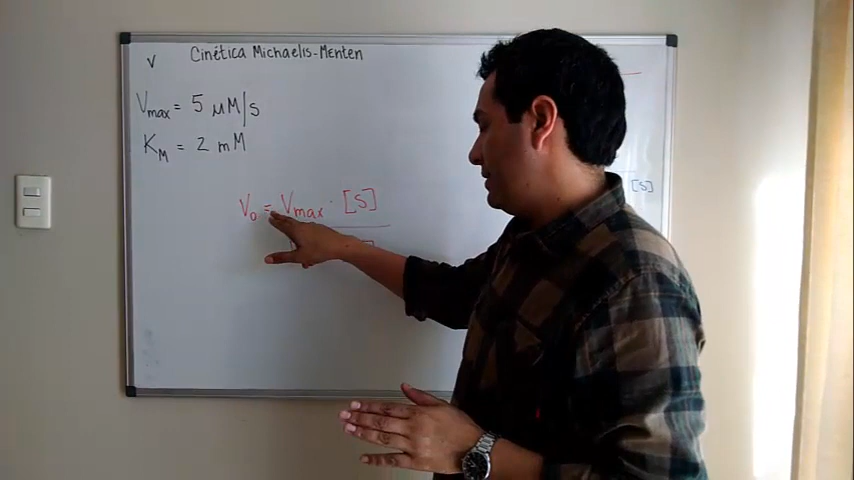 v Cinética Michaelis-Menten
Vmax = 5 μM/s
KM = 2 mM
V0 = Vmax · [S]
[S]